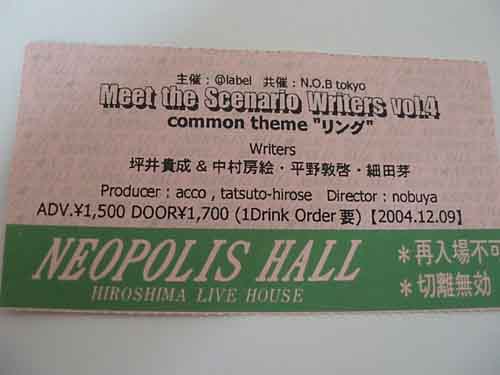 主催：@label 共催：N.O.B tokyo
Meet the Scenario Writers vol.4
common theme "リング"
Writers
坪井貴成 & 中村房絵・平野敦啓・細田芽
Producer : acco , tatsuto-hirose Director : nobuya
ADV.¥1,500 DOOR¥1,700 (1Drink Order 要)【2004.12.09】
NEOPOLIS HALL
HIROSHIMA LIVE HOUSE
＊再入場不可
＊切離無効